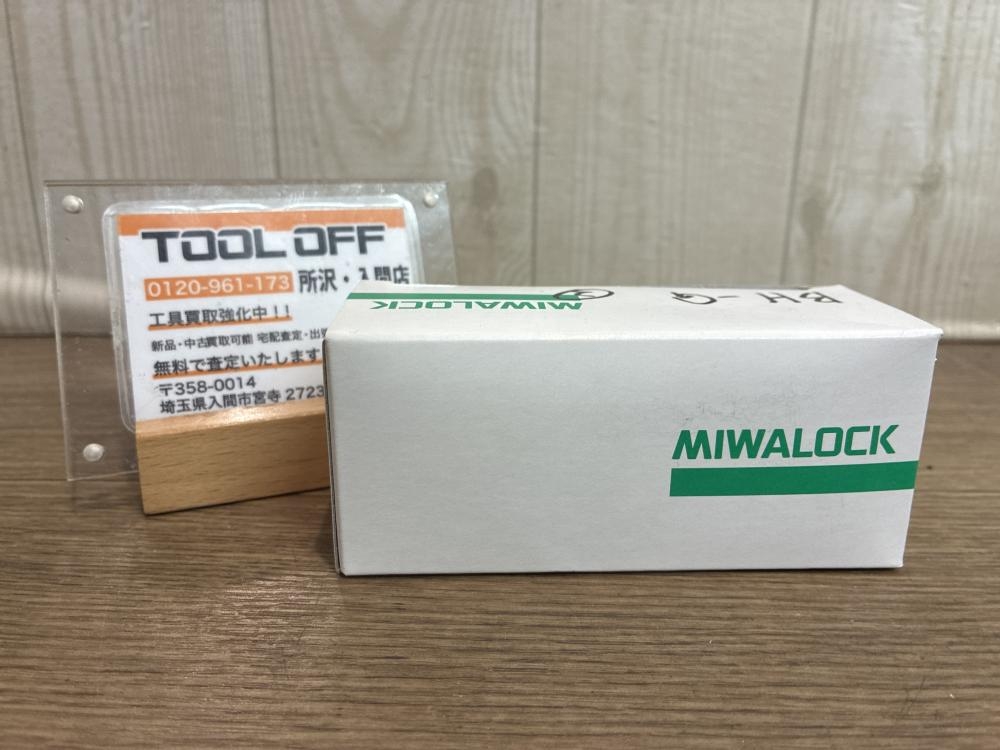 TOOL OFF
0120-961-173 所沢・入間店
工具買取強化中!!
新品・中古買取可能 宅配査定・出
無料で査定いたします
〒358-0014
埼玉県入間市宮寺 2723
MIWALOCK
MIWALOCK